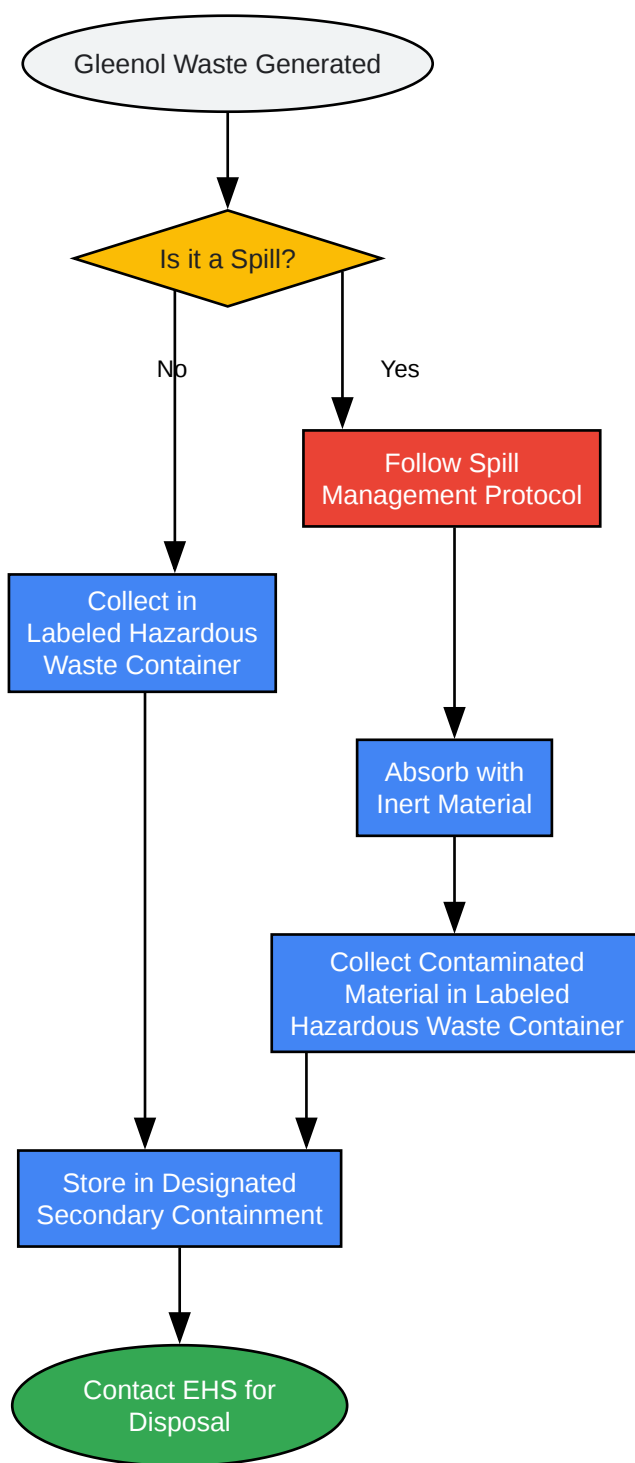 Gleenol Waste Generated
Is it a Spill?
No
Yes
Follow Spill
Management Protocol
Collect in
Labeled Hazardous
Waste Container
Absorb with
Inert Material
Collect Contaminated
Material in Labeled
Hazardous Waste Container
Store in Designated
Secondary Containment
Contact EHS for
Disposal